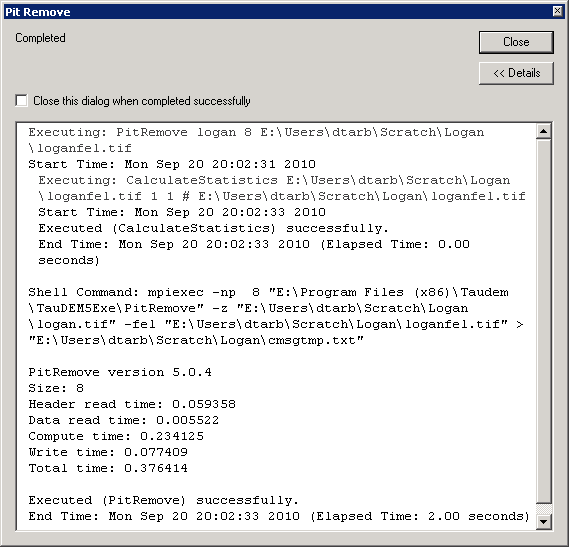 Pit Remove
Completed
Close
<< Details
Close this dialog when completed successfully
Executing: PitRemove logan 8 E:\Users\dtarb\Scratch\Logan
\loganfel.tif
Start Time: Mon Sep 20 20:02:31 2010
Executing: CalculateStatistics E:\Users\dtarb\Scratch\Logan
\loganfel.tif 1 1 # E:\Users\dtarb\Scratch\Logan\loganfel.tif
Start Time: Mon Sep 20 20:02:33 2010
Executed (CalculateStatistics) successfully.
End Time: Mon Sep 20 20:02:33 2010 (Elapsed Time: 0.00
seconds)
Shell Command: mpiexec -np  8 "E:\Program Files (x86)\Taudem
\TauDEM5Exe\PitRemove" -z "E:\Users\dtarb\Scratch\Logan
\logan.tif" -fel "E:\Users\dtarb\Scratch\Logan\loganfel.tif" >
"E:\Users\dtarb\Scratch\Logan\cmsgtmp.txt"
PitRemove version 5.0.4
Size: 8
Header read time: 0.059358
Data read time: 0.005522
Compute time: 0.234125
Write time: 0.077409
Total time: 0.376414
Executed (PitRemove) successfully.
End Time: Mon Sep 20 20:02:33 2010 (Elapsed Time: 2.00 seconds)